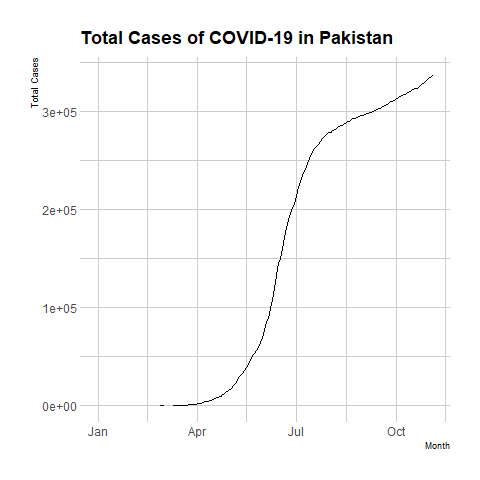 Total Cases of COVID-19 in Pakistan
Total Cases
3e+05
2e+05
1e+05
0e+00
Jan Apr Jul Oct
Month